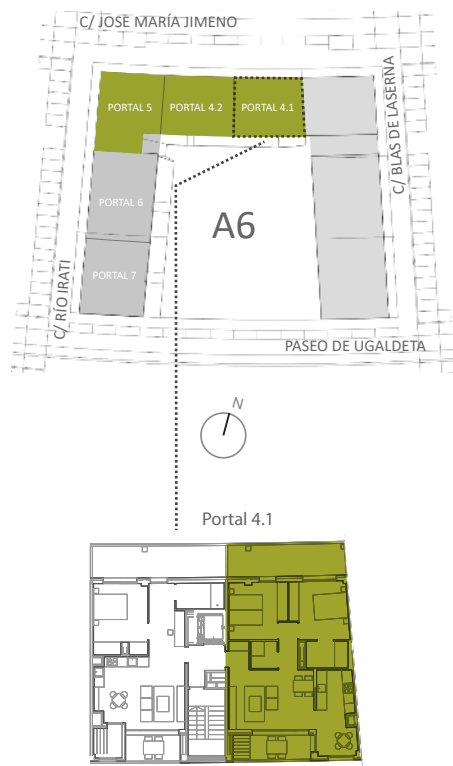 C/ JOSE MARÍA JIMENO
PORTAL 5
PORTAL 4.2
PORTAL 4.1
C/ BLAS DE LASERNA
PORTAL 6
A6
PORTAL 7
C/ RÍO IRATI
PASEO DE UGALDETA
N
Portal 4.1